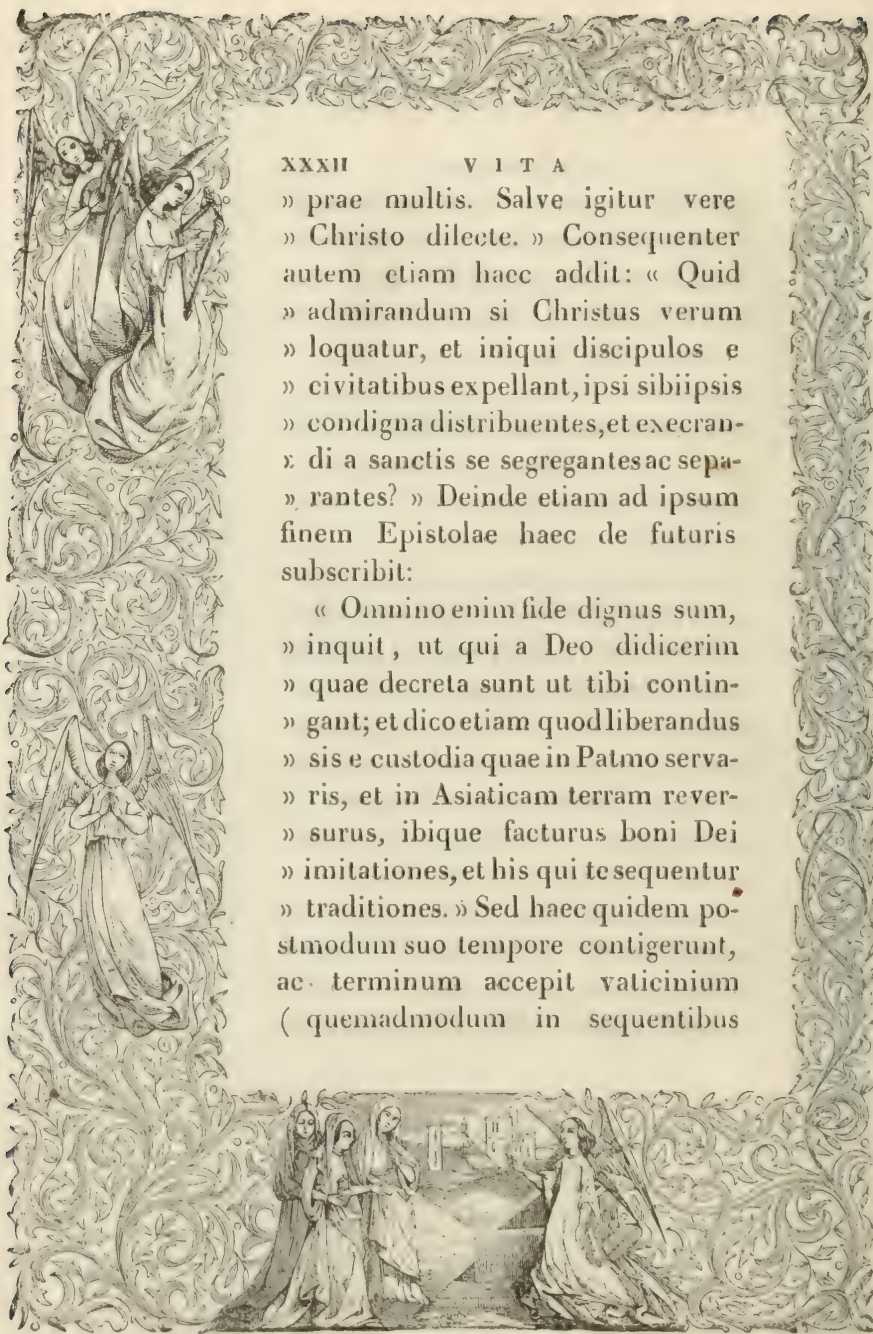 XXXII VITA
» prae multis. Salve igitur vere
» Christo dilecte. » Consequenter
autem etiam haec addit: « Quid
» admirandum si Christus verum
» loquatur, et iniqui discipulos e
» civitatibus expellant, ipsi sibiipsis
» condigna distribuentes, et execran-
» di a sanctis se segregantes ac sepa-
» rantes? » Deinde etiam ad ipsum
finem Epistolae haec de futuris
subscribit:
« Omnino enim fide dignus sum,
» inquit, ut qui a Deo didicerim
» quae decreta sunt ut tibi contin-
» gant; et dico etiam quod liberandus
» sis e custodia quae in Patmo serva-
» ris, et in Asiaticam terram rever-
» surus, ibique facturus boni Dei
» imitationes, et his qui te sequentur
» traditiones. » Sed haec quidem po-
stmodum suo tempore contigerunt,
ac terminum accepit vaticinium
( quemadmodum in sequentibus